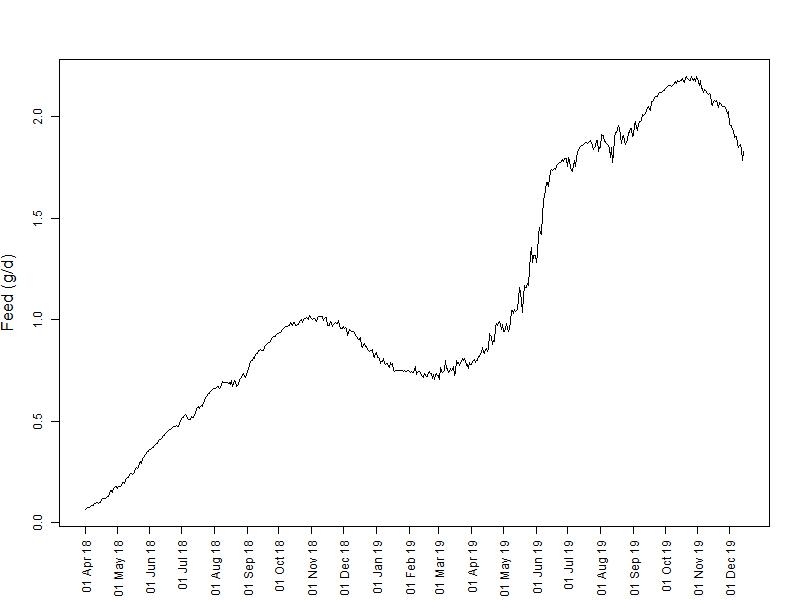 Feed (g/d)
2.0
1.5
1.0
0.5
0.0
01 Apr 18
01 May 18
01 Jun 18
01 Jul 18
01 Aug 18
01 Sep 18
01 Oct 18
01 Nov 18
01 Dec 18
01 Jan 19
01 Feb 19
01 Mar 19
01 Apr 19
01 May 19
01 Jun 19
01 Jul 19
01 Aug 19
01 Sep 19
01 Oct 19
01 Nov 19
01 Dec 19